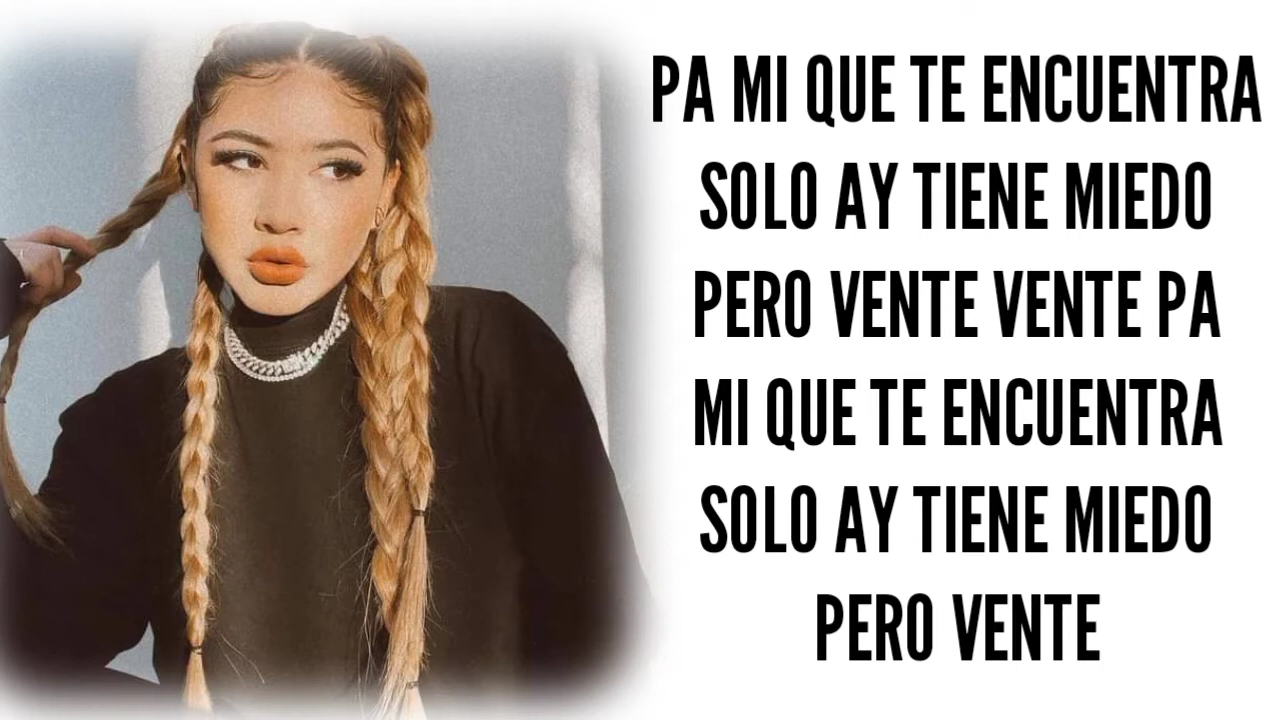 PA MI QUE TE ENCUENTRA
SOLO AY TIENE MIEDO
PERO VENTE VENTE PA
MI QUE TE ENCUENTRA
SOLO AY TIENE MIEDO
PERO VENTE